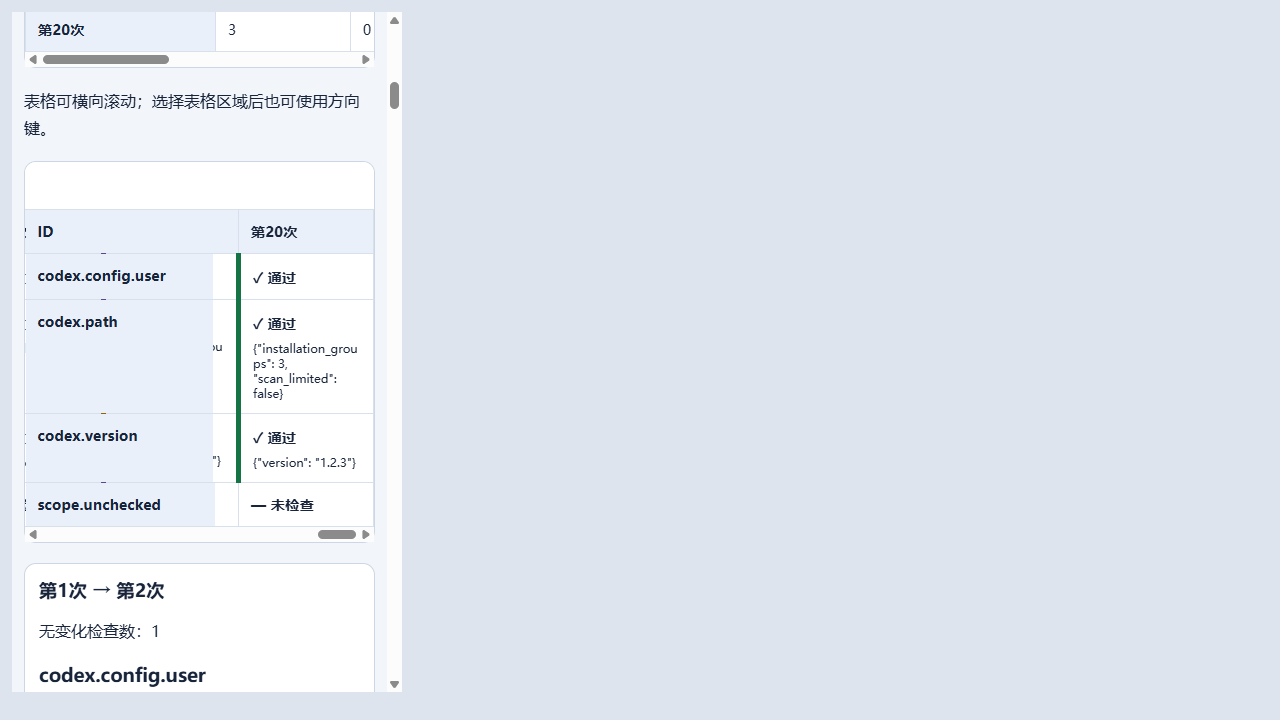 第20次 3 0
表格可横向滚动；选择表格区域后也可使用方向
键。
ID 第20次
codex.config.user ✓ 通过
codex.path ✓ 通过
ou {"installation_grou
ps": 3,
"scan_limited":
false}
codex.version ✓ 通过
"} {"version": "1.2.3"}
scope.unchecked — 未检查
第1次 → 第2次
无变化检查数：1
codex.config.user